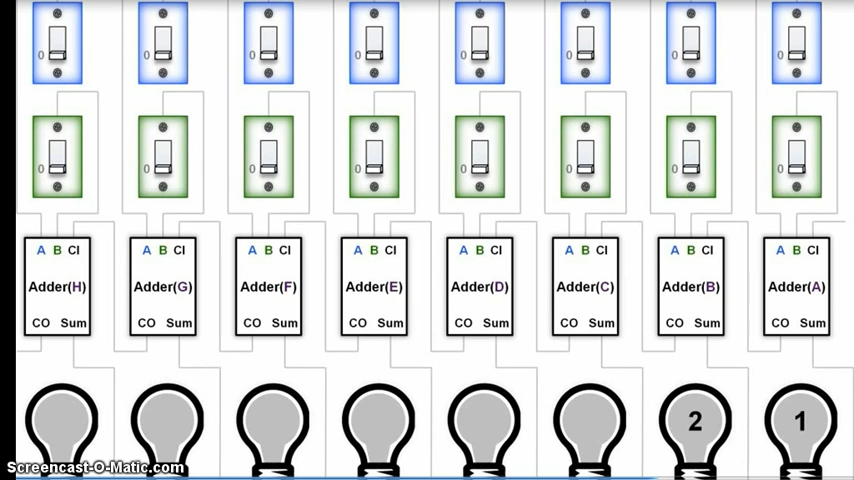 0 0 0 0 0 0 0 0
0 0 0 0 0 0 0 0
A B CI A B CI A B CI A B CI A B CI A B CI A B CI A B CI
Adder(H) Adder(G) Adder(F) Adder(E) Adder(D) Adder(C) Adder(B) Adder(A)
CO Sum CO Sum CO Sum CO Sum CO Sum CO Sum CO Sum CO Sum
2 1
Screencast-O-Matic.com